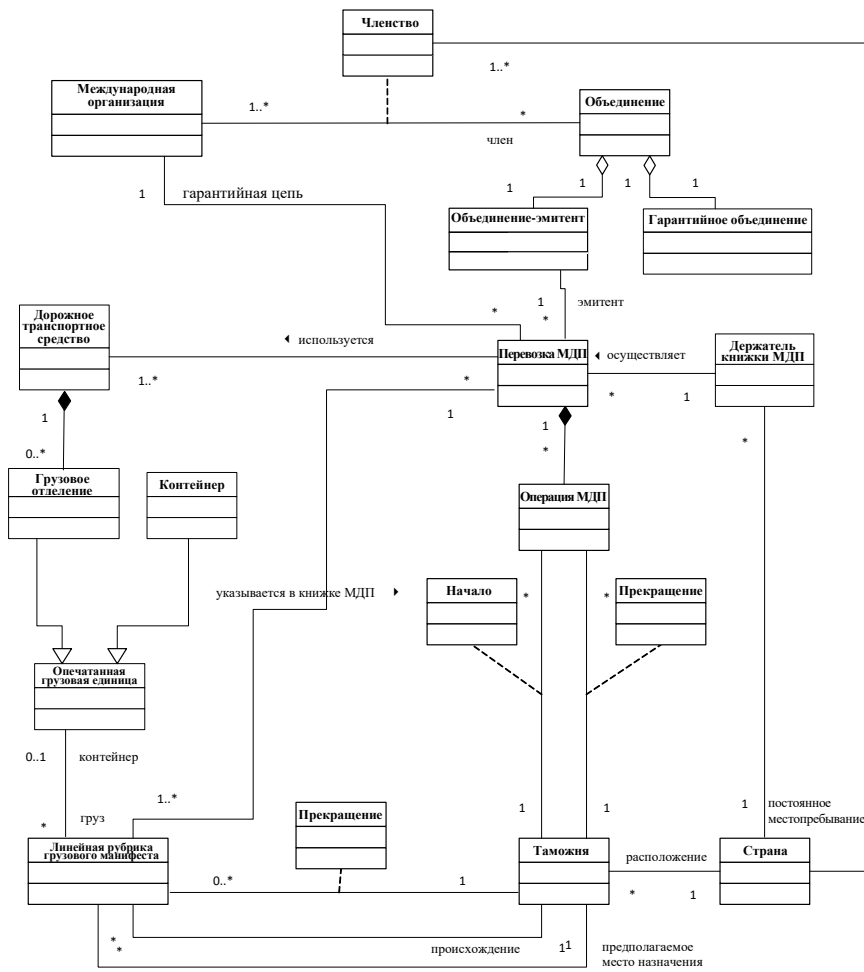 Членство
1..*
Международная
организация
1..*
*
член
Объединение
1
гарантийная цепь
1
1
1
1
Объединение-эмитент
Гарантийное объединение
1
эмитент
*
*
Дорожное
транспортное
средство
используется
1..*
*
Перевозка МДП
осуществляет
*
1
Держатель
книжки МДП
1
1
1
*
*
0..*
Грузовое
отделение
Контейнер
Операция МДП
указывается в книжке МДП
Начало
*
*
Прекращение
Опечатанная
грузовая единица
0..1
контейнер
1..*
*
груз
Прекращение
1
1
1
постоянное
местопребывание
Линейная рубрика
грузового манифеста
0..*
1
Таможня
расположение
*
1
Страна
*
*
происхождение
1
1
предполагаемое
место назначения